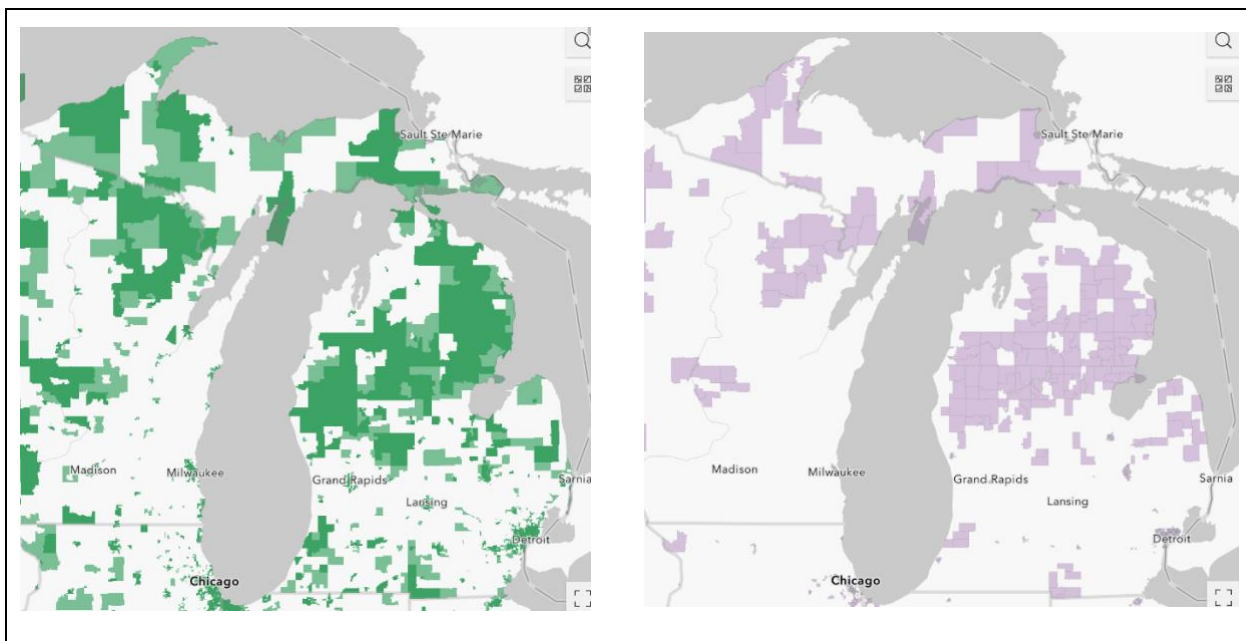 Sault Ste Marie
Madison
Milwaukee
Grand Rapids
Lansing
Sarnia
Detroit
Chicago
Sault Ste Marie
Madison
Milwaukee
Grand Rapids
Lansing
Sarnia
Detroit
Chicago